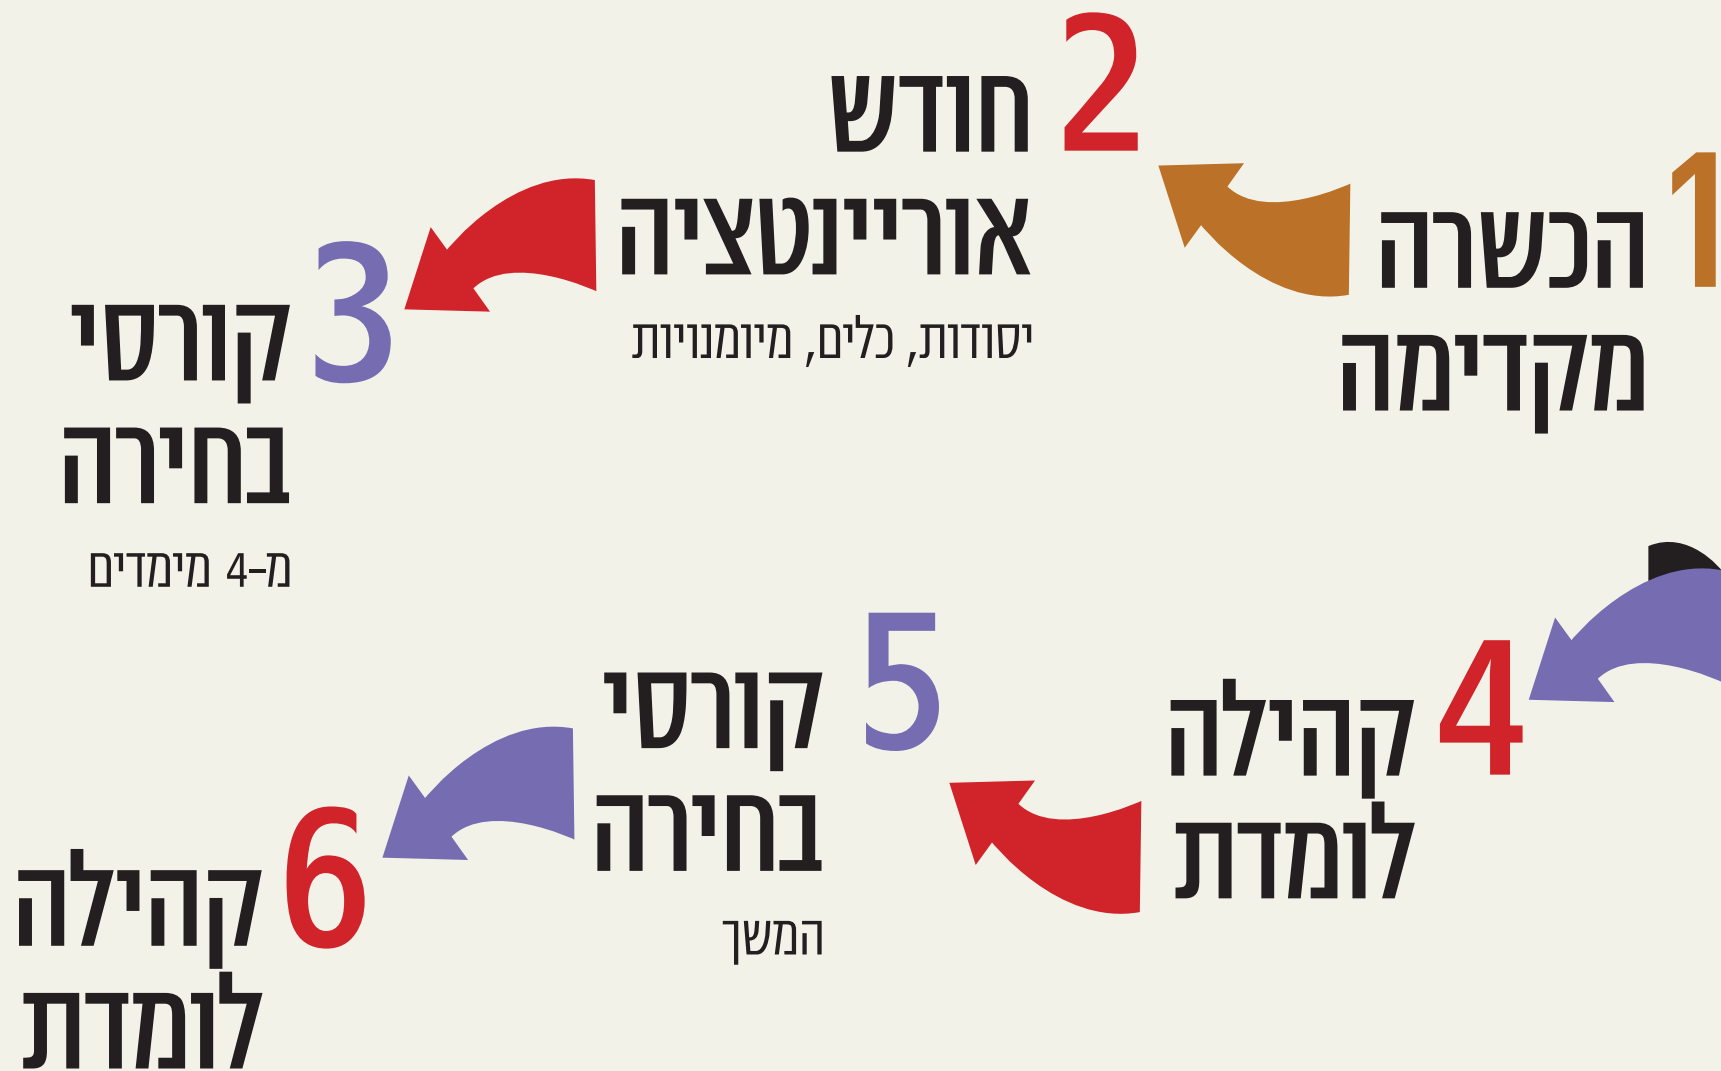 1
הכשרה
מקדימה
2
חודש
אוריינטציה
יסודות, כלים, מיומנויות
3
קורסי
בחירה
מ-4 מימדים
4
קהילה
לומדת
5
קורסי
בחירה
המשך
6
קהילה
לומדת